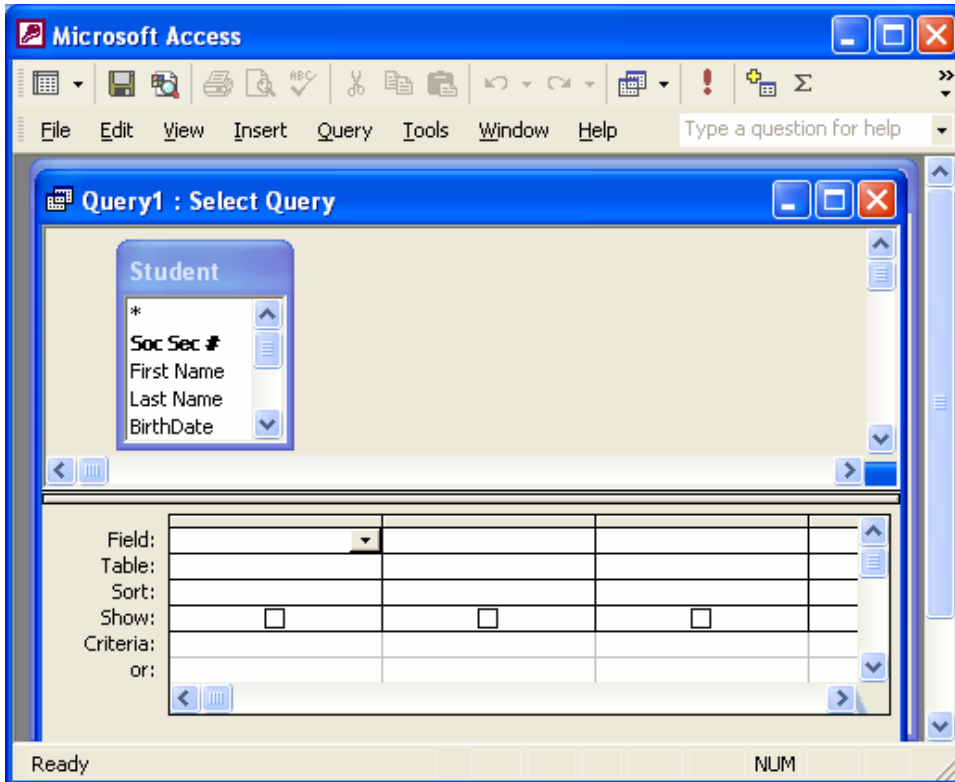 Microsoft Access
ABC
File Edit View Insert Query Tools Window Help Type a question for help
Query1 : Select Query
Student
*
Soc Sec #
First Name
Last Name
BirthDate
Field:
Table:
Sort:
Show:
Criteria:
or:
Ready NUM